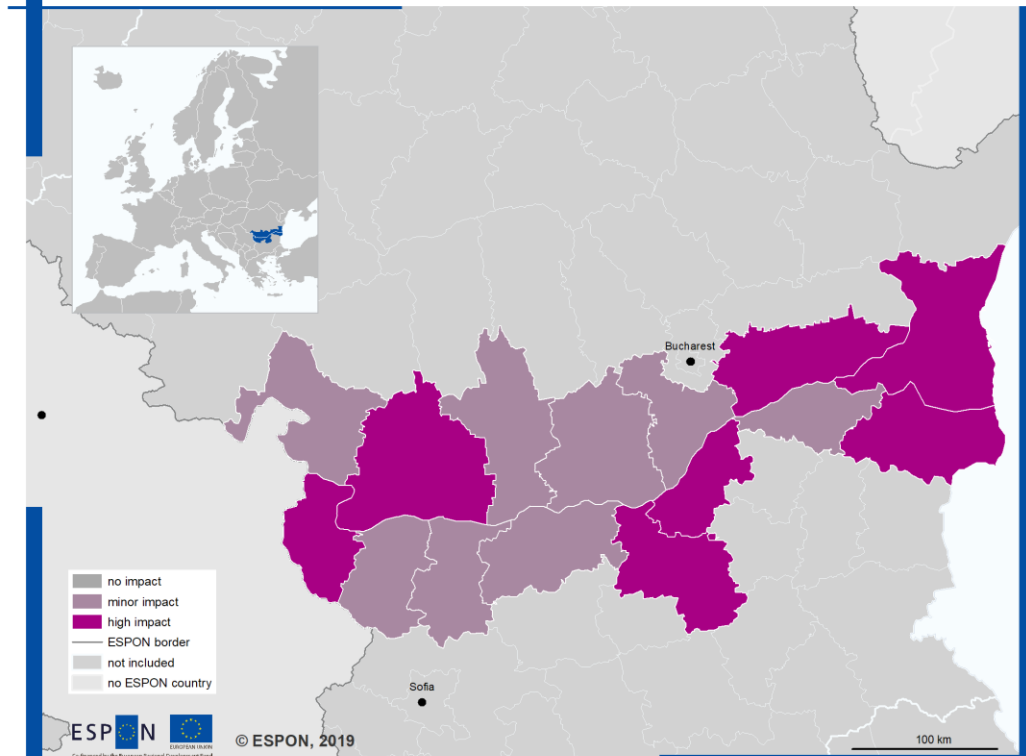 Bucharest
no impact
minor impact
high impact
ESPON border
not included
no ESPON country
Sofia
ESPON
EUROPEAN UNION
© ESPON, 2019
100 km